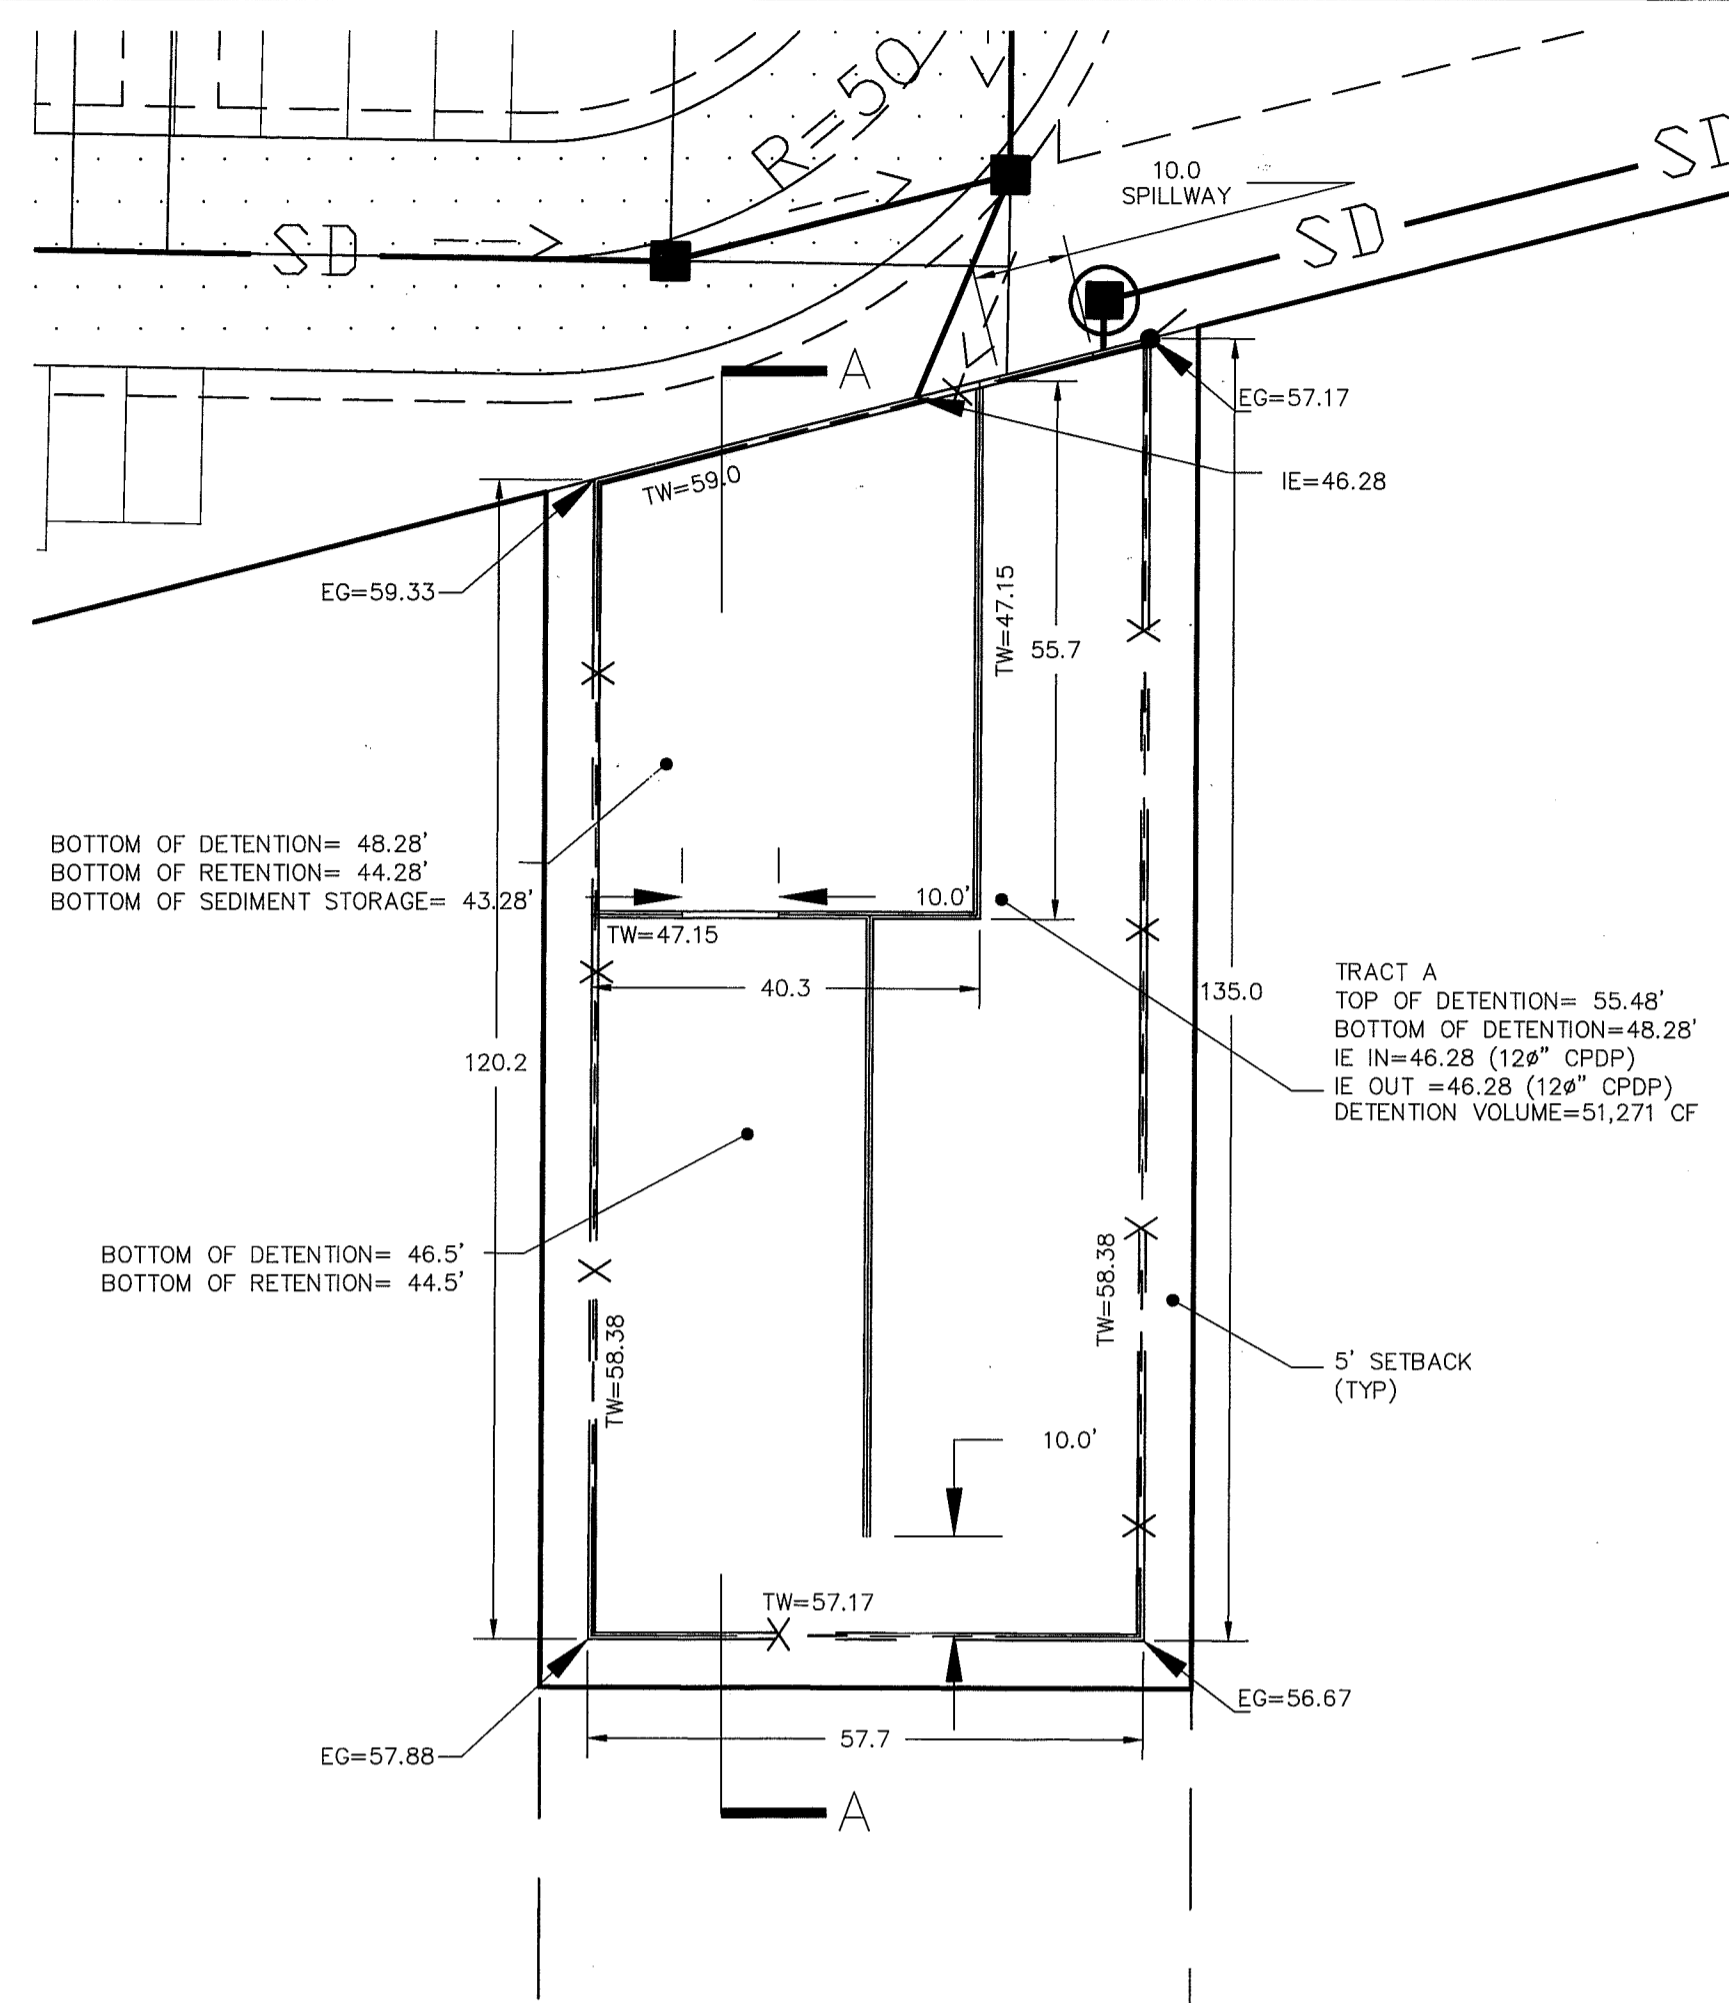 R=50
SD
10.0
SPILLWAY
SD
SD
A
EG=57.17
IE=46.28
TW=59.0
EG=59.33
TW=47.15
55.7
BOTTOM OF DETENTION= 48.28'
BOTTOM OF RETENTION= 44.28'
BOTTOM OF SEDIMENT STORAGE= 43.28'
10.0'
TW=47.15
40.3
135.0
120.2
TRACT A
TOP OF DETENTION= 55.48'
BOTTOM OF DETENTION=48.28'
IE IN=46.28 (12ø" CPDP)
IE OUT =46.28 (12ø" CPDP)
DETENTION VOLUME=51,271 CF
BOTTOM OF DETENTION= 46.5'
BOTTOM OF RETENTION= 44.5'
TW=58.38
TW=58.38
5' SETBACK
(TYP)
10.0'
TW=57.17
EG=56.67
57.7
EG=57.88
A